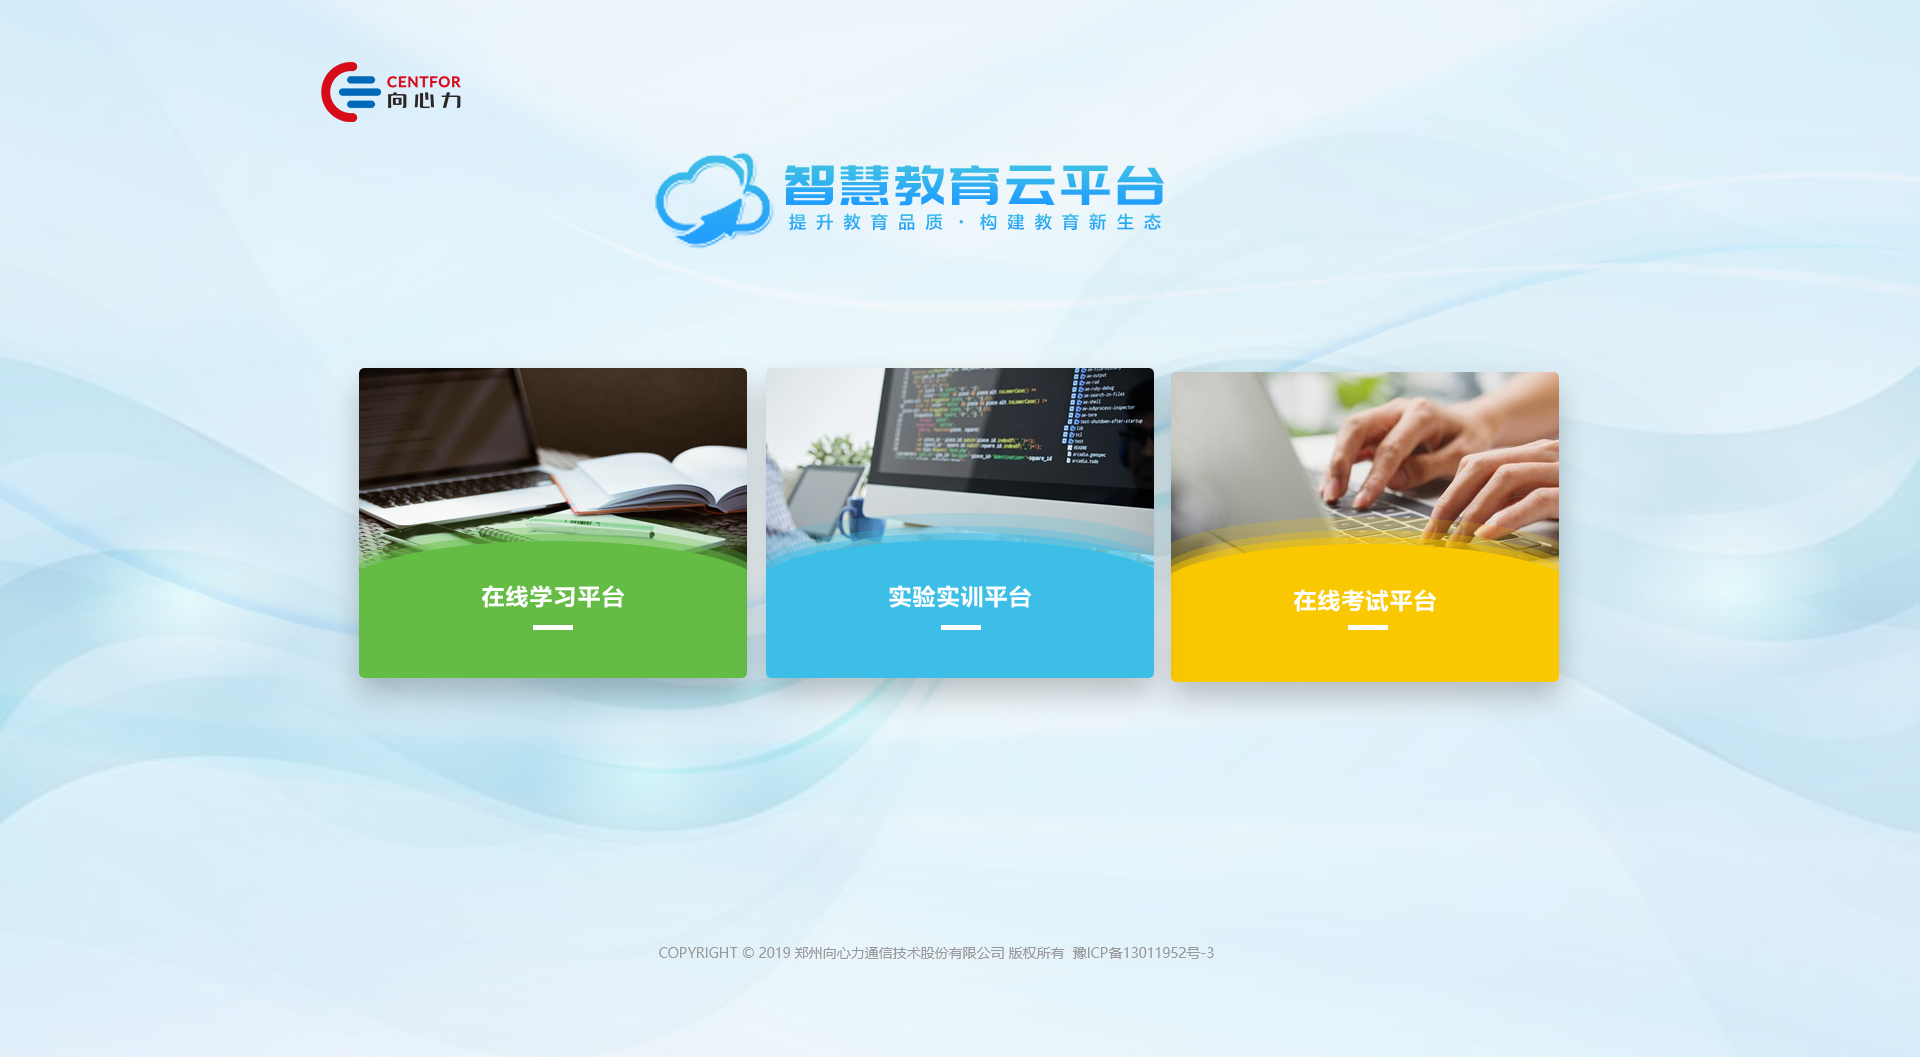 CENTFOR
向心力
智慧教育云平台
提升教育品质·构建教育新生态
在线学习平台
实验实训平台
在线考试平台
COPYRIGHT © 2019 郑州向心力通信技术股份有限公司 版权所有 豫ICP备13011952号-3